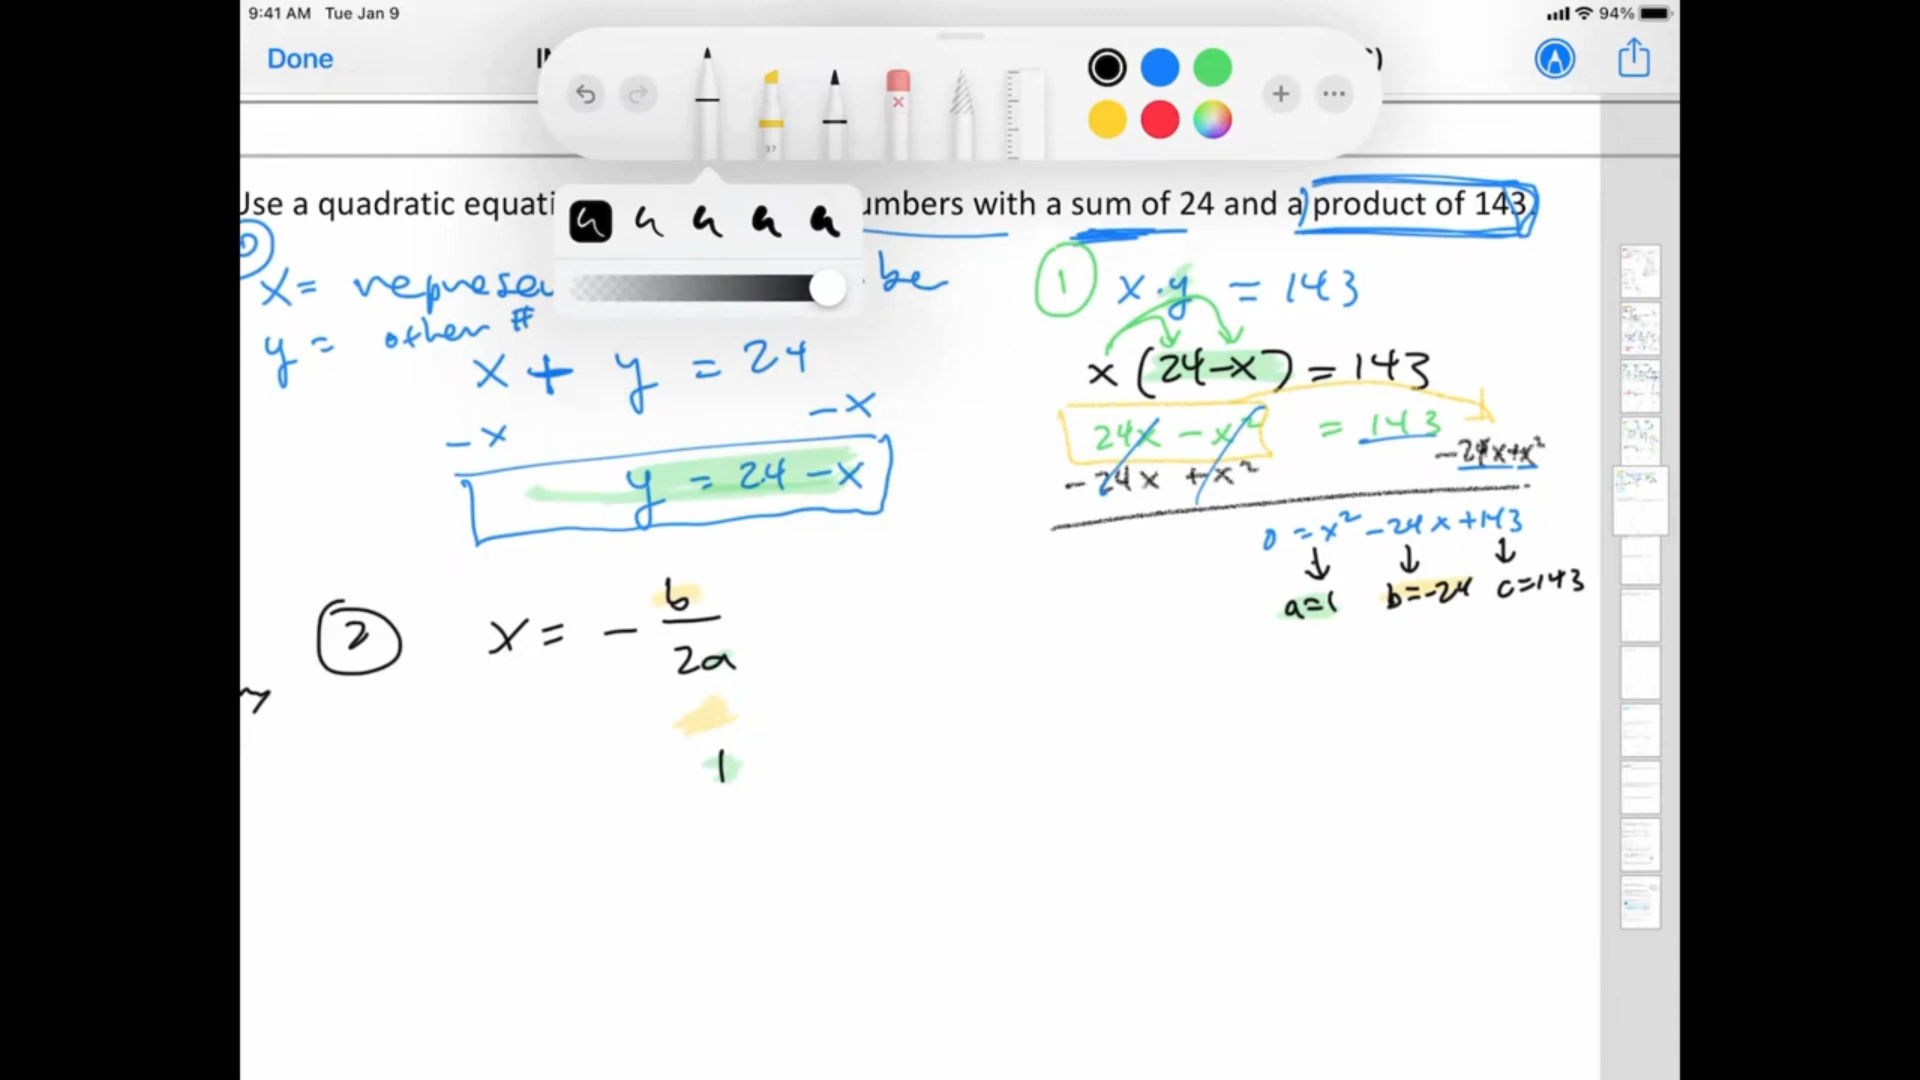 9:41 AM Tue Jan 9
94%
Done
37
Use a quadratic equati
umbers with a sum of 24 and a product of 143.
x = represe
be
y = other #
x + y = 24
-x -x
y = 24 - x
1
x · y = 143
x (24-x) = 143
24x - x² = 143
- 24x + x² -24x+x²
0 = x² - 24x + 143
a=1 b=-24 c=143
2
x = - b
2a
1